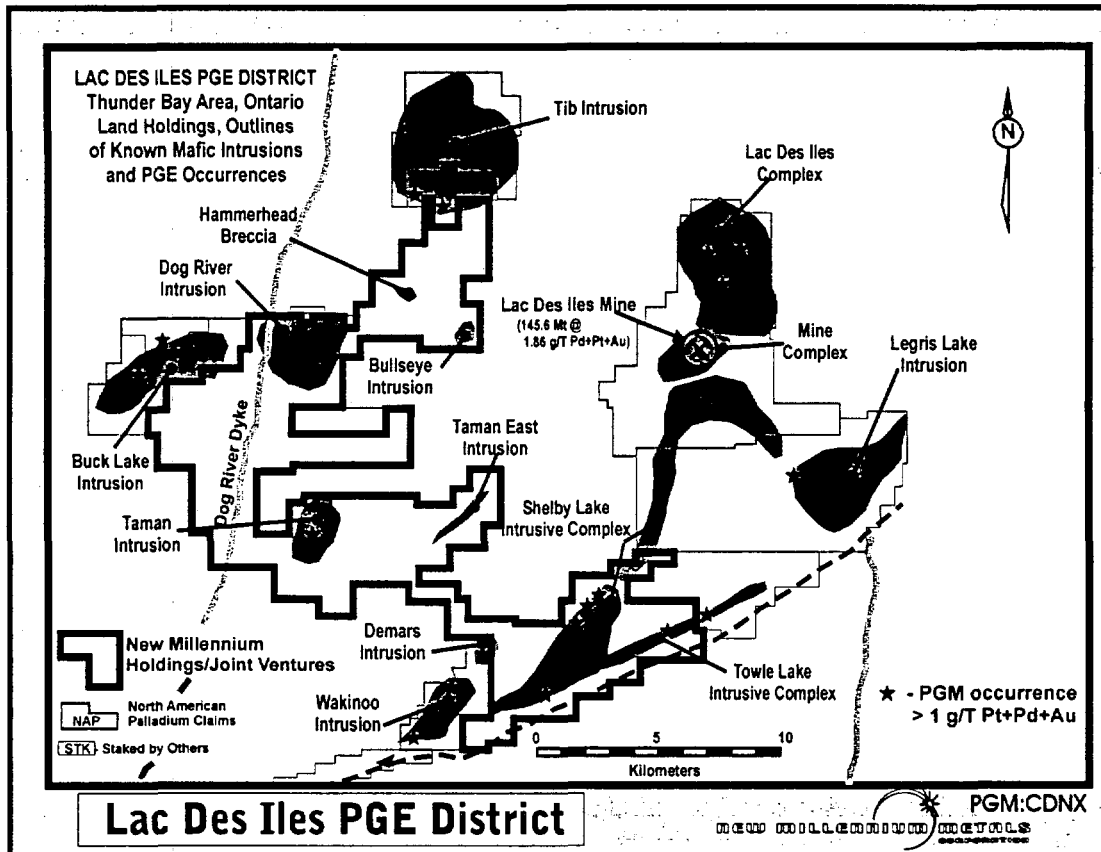 LAC DES ILES PGE DISTRICT
Thunder Bay Area, Ontario
Land Holdings, Outlines
of Known Mafic Intrusions
and PGE Occurrences
Tib Intrusion
N
Lac Des Iles
Complex
Hammerhead
Breccia
Dog River
Intrusion
Lac Des Iles Mine
(145.6 Mt @
1.86 g/T Pd+Pt+Au)
Mine
Complex
Legris Lake
Intrusion
Bullseye
Intrusion
Taman East
Intrusion
Buck Lake
Intrusion
Dog River Dyke
Shelby Lake
Intrusive Complex
Taman
Intrusion
Demars
Intrusion
New Millennium
Holdings/Joint Ventures
Towle Lake
Intrusive Complex
Wakinoo
Intrusion
NAP
North American
Palladium Claims
STK - Staked by Others
★ - PGM occurrence
> 1 g/T Pt+Pd+Au
0 5 10
Kilometers
Lac Des Iles PGE District
PGM:CDNX
NEW MILLENNIUM METALS
CORPORATION